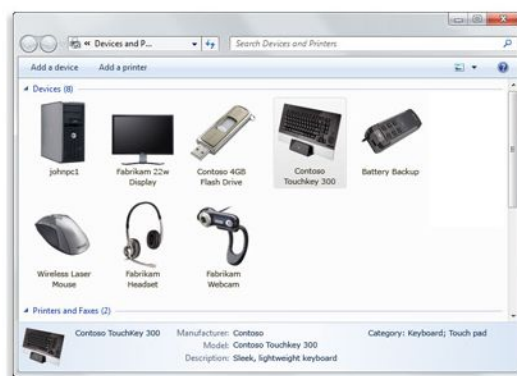 « Devices and P...
Search Devices and Printers
Add a device
Add a printer
Devices (8)
johnpc1
Fabrikam 22w
Display
Contoso 4GB
Flash Drive
Contoso
Touchkey 300
Battery Backup
Wireless Laser
Mouse
Fabrikam
Headset
Fabrikam
Webcam
Printers and Faxes (2)
Contoso TouchKey 300
Manufacturer: Contoso
Category: Keyboard; Touch pad
Model: Contoso Touchkey 300
Description: Sleek, lightweight keyboard